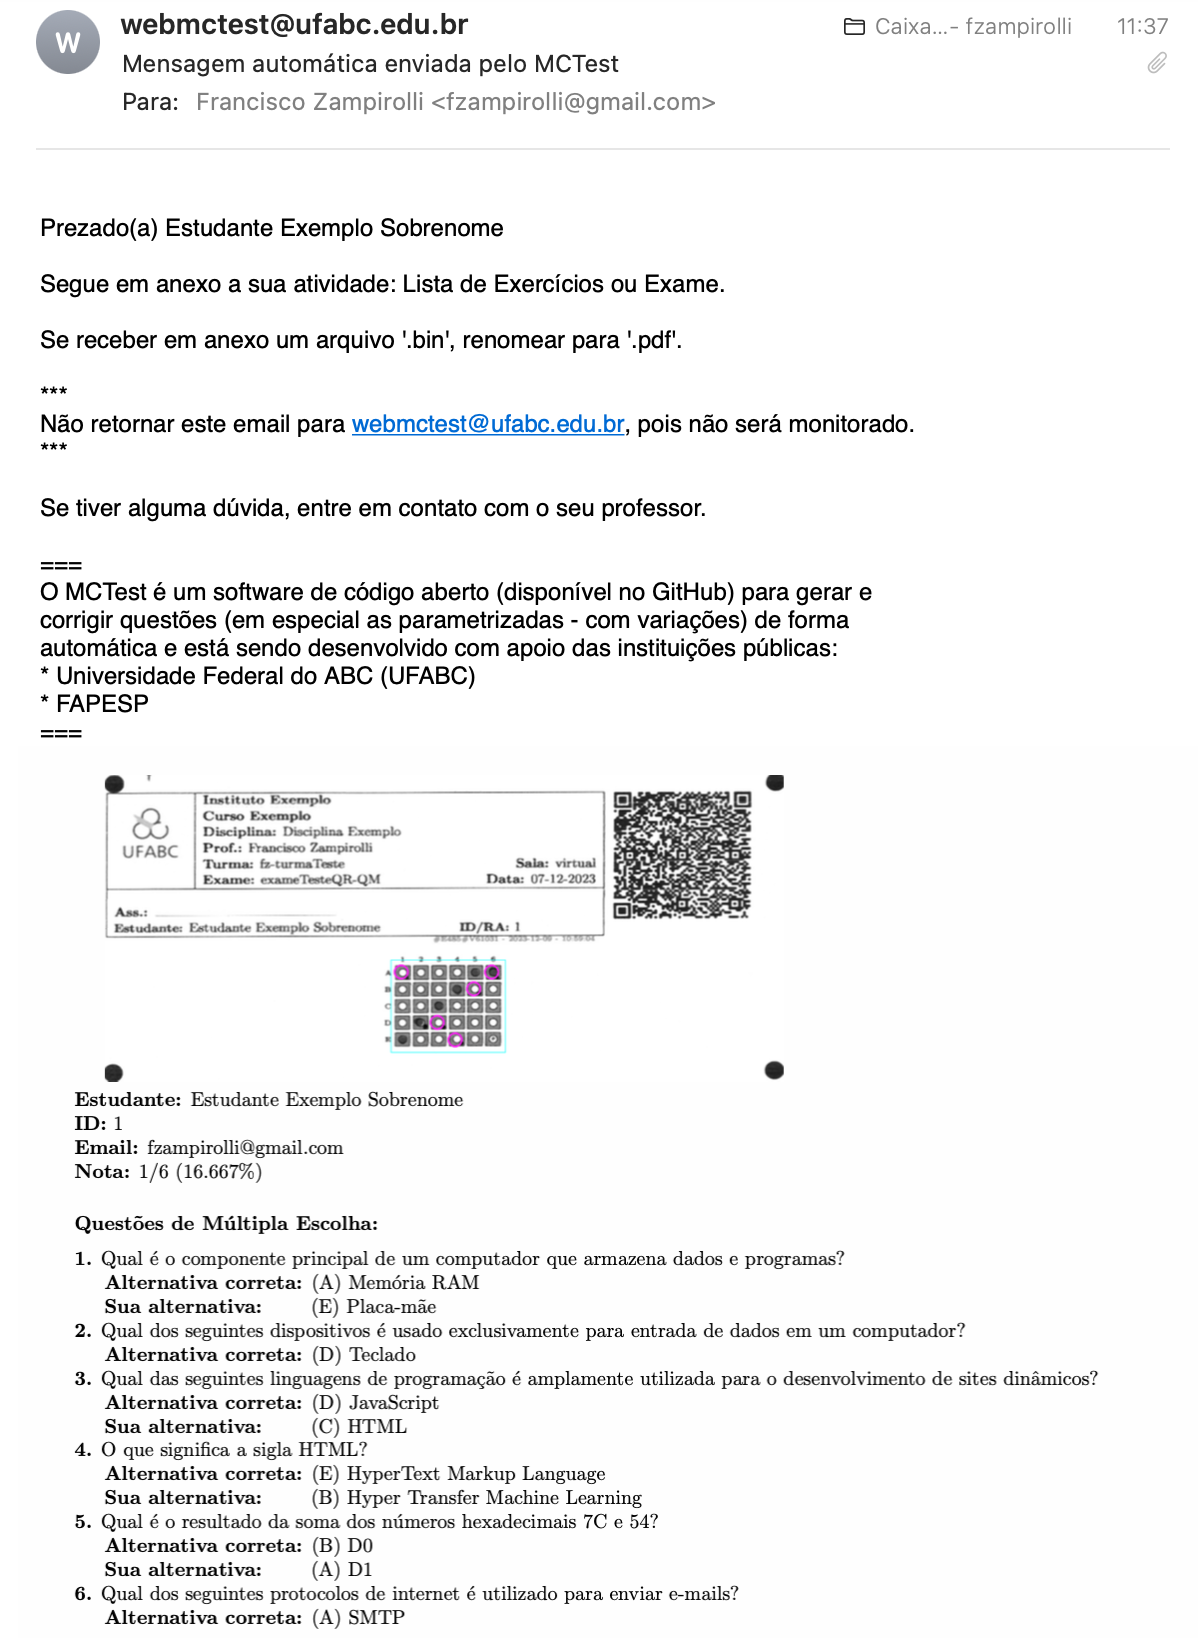 W
webmctest@ufabc.edu.br
Caixa...- fzampirolli
11:37
Mensagem automática enviada pelo MCTest
Para: Francisco Zampirolli <fzampirolli@gmail.com>
Prezado(a) Estudante Exemplo Sobrenome
Segue em anexo a sua atividade: Lista de Exercícios ou Exame.
Se receber em anexo um arquivo '.bin', renomear para '.pdf'.
***
Não retornar este email para webmctest@ufabc.edu.br, pois não será monitorado.
***
Se tiver alguma dúvida, entre em contato com o seu professor.
===
O MCTest é um software de código aberto (disponível no GitHub) para gerar e
corrigir questões (em especial as parametrizadas - com variações) de forma
automática e está sendo desenvolvido com apoio das instituições públicas:
* Universidade Federal do ABC (UFABC)
* FAPESP
===
UFABC
Instituto Exemplo
Curso Exemplo
Disciplina: Disciplina Exemplo
Prof.: Francisco Zampirolli
Turma: fz-turmaTeste
Sala: virtual
Exame: exameTesteQR-QM
Data: 07-12-2023
Ass.:
Estudante: Estudante Exemplo Sobrenome
ID/RA: 1
1 2 3 4 5 6
A
B
C
D
E
Estudante: Estudante Exemplo Sobrenome
ID: 1
Email: fzampirolli@gmail.com
Nota: 1/6 (16.667%)
Questões de Múltipla Escolha:
1. Qual é o componente principal de um computador que armazena dados e programas?
Alternativa correta: (A) Memória RAM
Sua alternativa: (E) Placa-mãe
2. Qual dos seguintes dispositivos é usado exclusivamente para entrada de dados em um computador?
Alternativa correta: (D) Teclado
3. Qual das seguintes linguagens de programação é amplamente utilizada para o desenvolvimento de sites dinâmicos?
Alternativa correta: (D) JavaScript
Sua alternativa: (C) HTML
4. O que significa a sigla HTML?
Alternativa correta: (E) HyperText Markup Language
Sua alternativa: (B) Hyper Transfer Machine Learning
5. Qual é o resultado da soma dos números hexadecimais 7C e 54?
Alternativa correta: (B) D0
Sua alternativa: (A) D1
6. Qual dos seguintes protocolos de internet é utilizado para enviar e-mails?
Alternativa correta: (A) SMTP